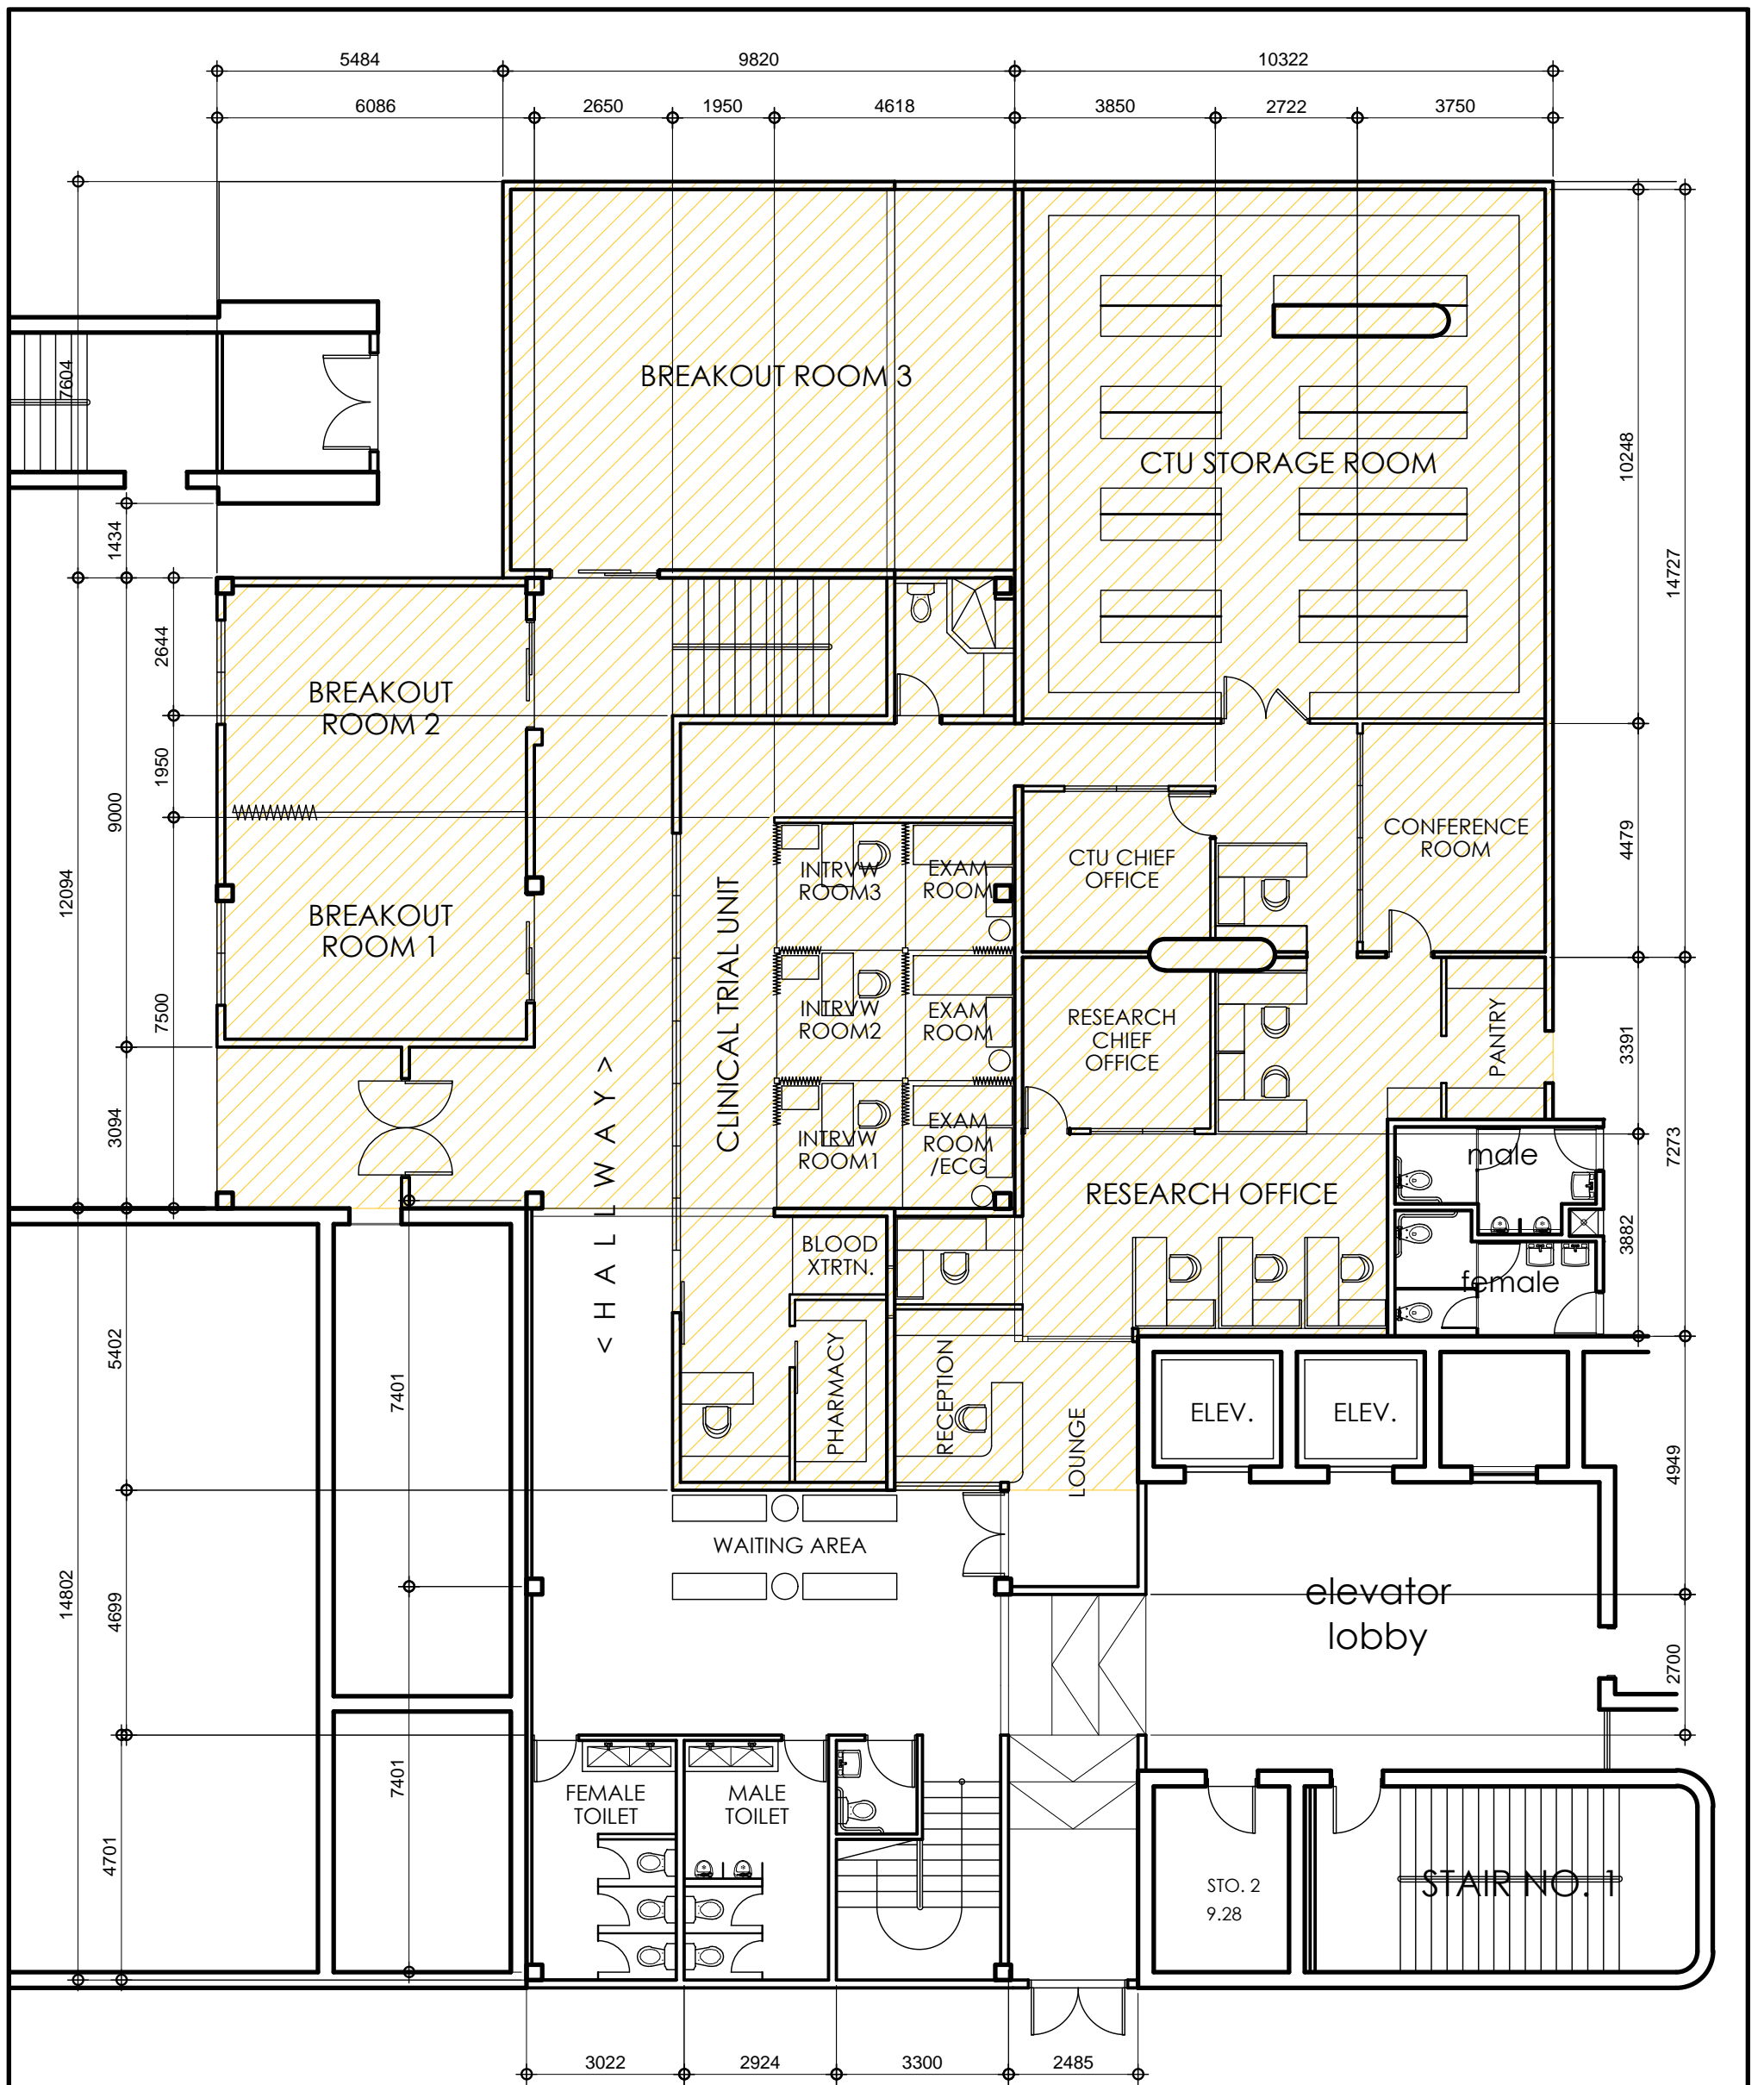 5484
9820
10322
6086
2650
1950
4618
3850
2722
3750
7604
BREAKOUT ROOM 3
CTU STORAGE ROOM
10248
1434
14727
2644
BREAKOUT
ROOM 2
1950
9000
12094
CONFERENCE
ROOM
4479
CTU CHIEF
OFFICE
INTRVW
ROOM3
EXAM
ROOM
BREAKOUT
ROOM 1
CLINICAL TRIAL UNIT
7500
INTRVW
ROOM2
EXAM
ROOM
RESEARCH
CHIEF
OFFICE
PANTRY
3391
3094
< H A L L W A Y >
INTRVW
ROOM1
EXAM
ROOM
/ECG
male
7273
RESEARCH OFFICE
3882
BLOOD
XTRTN.
female
5402
7401
PHARMACY
RECEPTION
LOUNGE
ELEV.
ELEV.
4949
WAITING AREA
14802
4699
elevator
lobby
2700
7401
FEMALE
TOILET
MALE
TOILET
4701
STO. 2
9.28
STAIR NO. 1
3022
2924
3300
2485